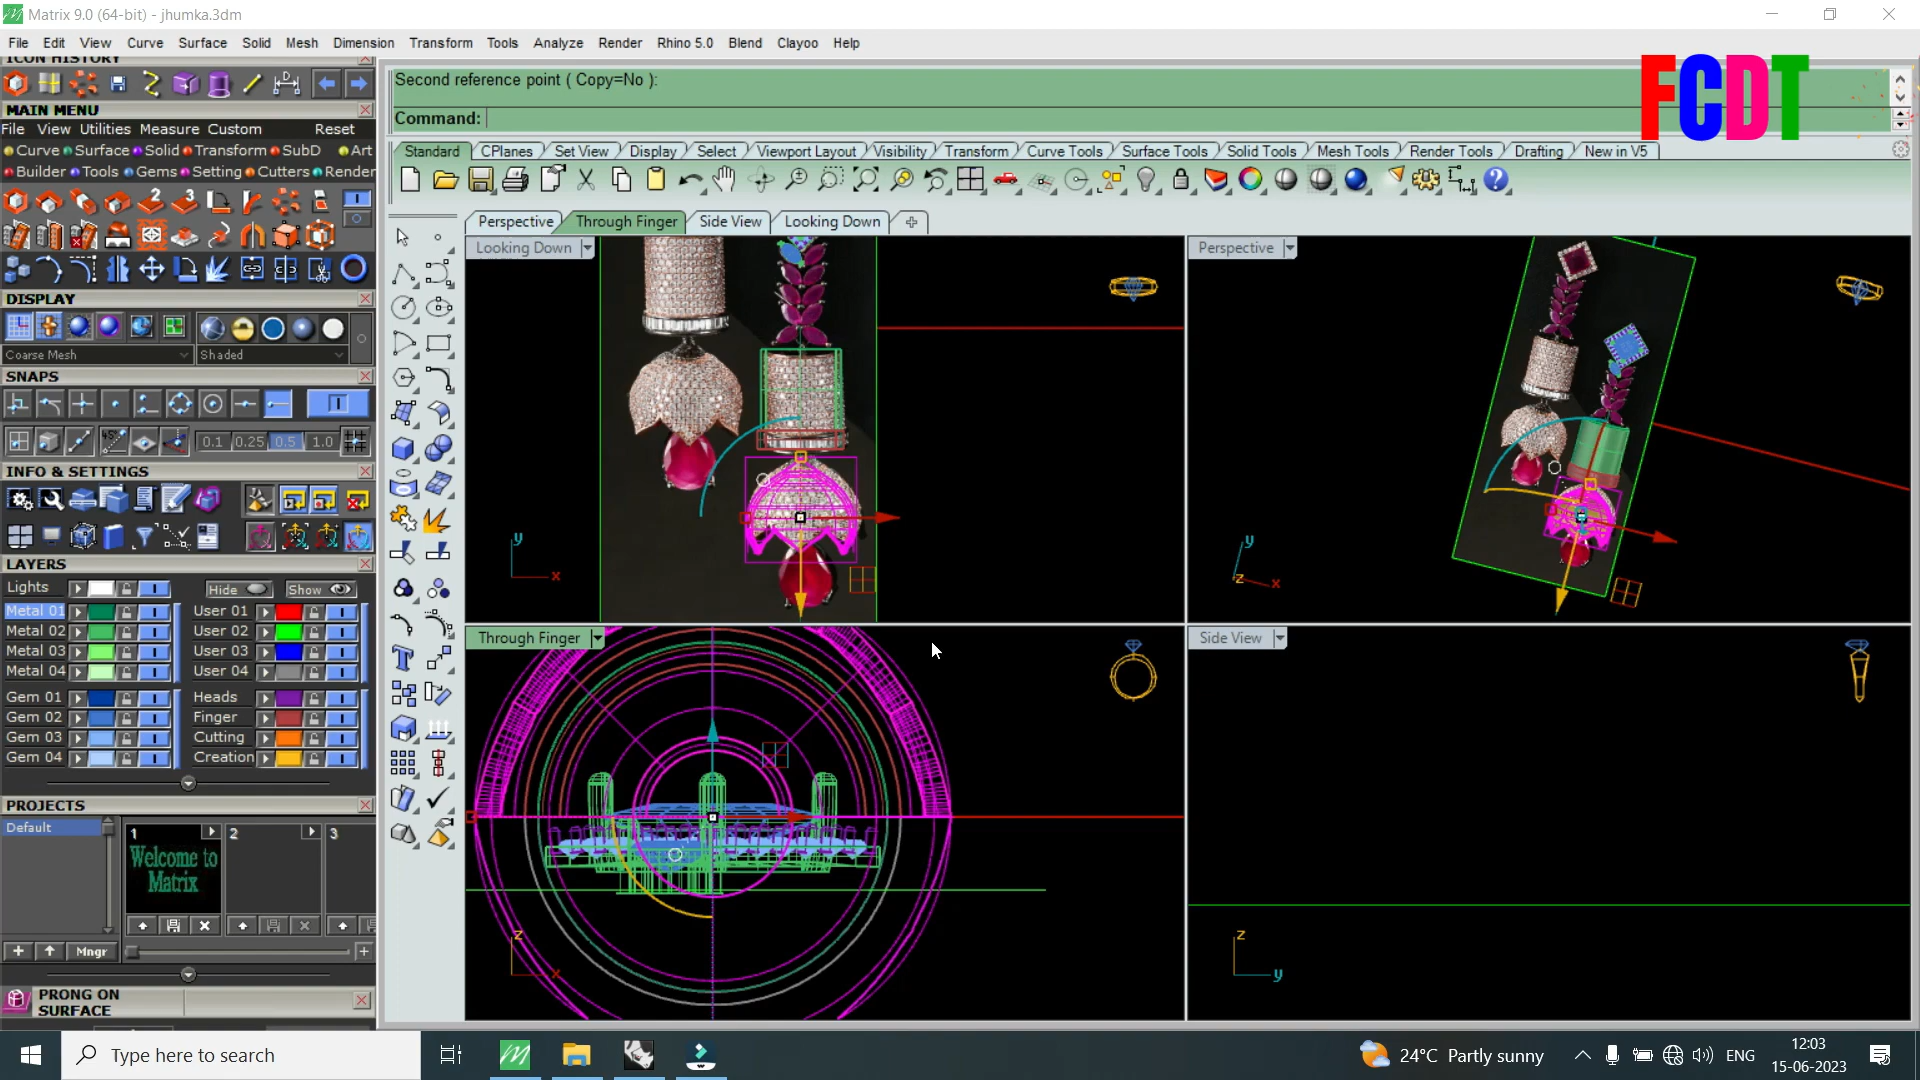 Matrix 9.0 (64-bit) - jhumka.3dm
File Edit View Curve Surface Solid Mesh Dimension Transform Tools Analyze Render Rhino 5.0 Blend Clayoo Help
ICON HISTORY
Second reference point ( Copy=No ):
Command:
FCDT
MAIN MENU
File View Utilities Measure Custom Reset
Curve Surface Solid Transform SubD Art
Builder Tools Gems Setting Cutters Render
Standard CPlanes Set View Display Select Viewport Layout Visibility Transform Curve Tools Surface Tools Solid Tools Mesh Tools Render Tools Drafting New in V5
Perspective Through Finger Side View Looking Down
Looking Down
Perspective
DISPLAY
Coarse Mesh Shaded
SNAPS
0.1 0.25 0.5 1.0
INFO & SETTINGS
LAYERS
Lights Hide Show
Metal 01 User 01
Metal 02 User 02
Metal 03 User 03
Metal 04 User 04
Gem 01 Heads
Gem 02 Finger
Gem 03 Cutting
Gem 04 Creation
y x
y z x
Through Finger
Side View
z x
z y
PROJECTS
Default
1 2 3
Welcome to
Matrix
Mngr
PRONG ON
SURFACE
Type here to search
24°C Partly sunny
ENG
12:03
15-06-2023